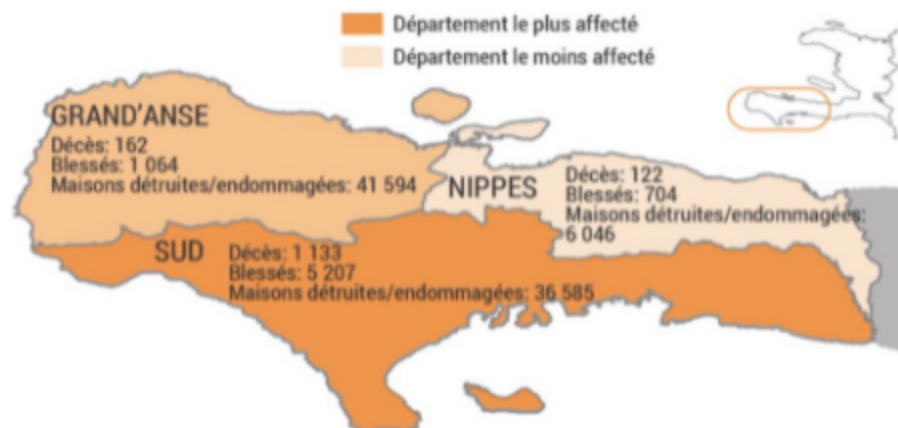 Département le plus affecté
Département le moins affecté
GRAND'ANSE
Décès: 162
Blessés: 1 064
Maisons détruites/endommagées: 41 594
NIPPES
Décès: 122
Blessés: 704
Maisons détruites/endommagées:
6 046
SUD
Décès: 1 133
Blessés: 5 207
Maisons détruites/endommagées: 36 585